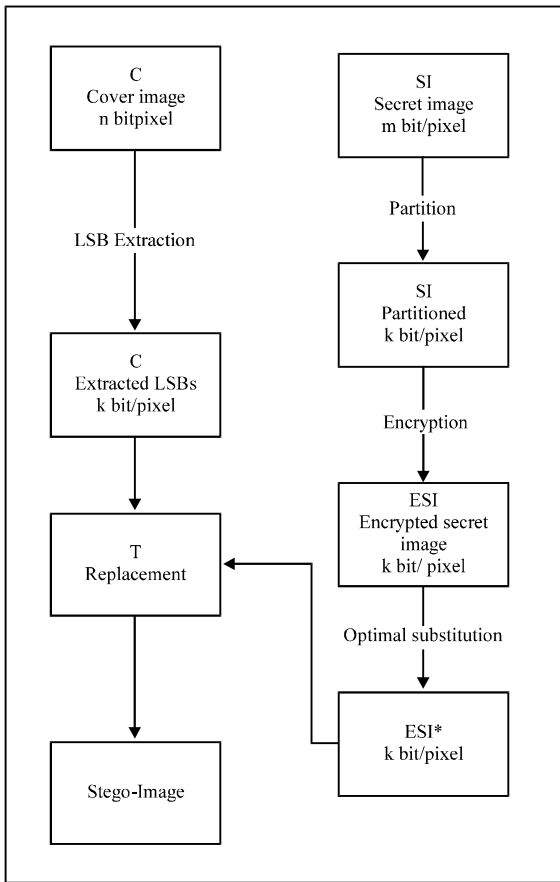 C
Cover image
n bitpixel
LSB Extraction
C
Extracted LSBs
k bit/pixel
T
Replacement
Stego-Image
SI
Secret image
m bit/pixel
Partition
SI
Partitioned
k bit/pixel
Encryption
ESI
Encrypted secret
image
k bit/ pixel
Optimal substitution
ESI*
k bit/pixel